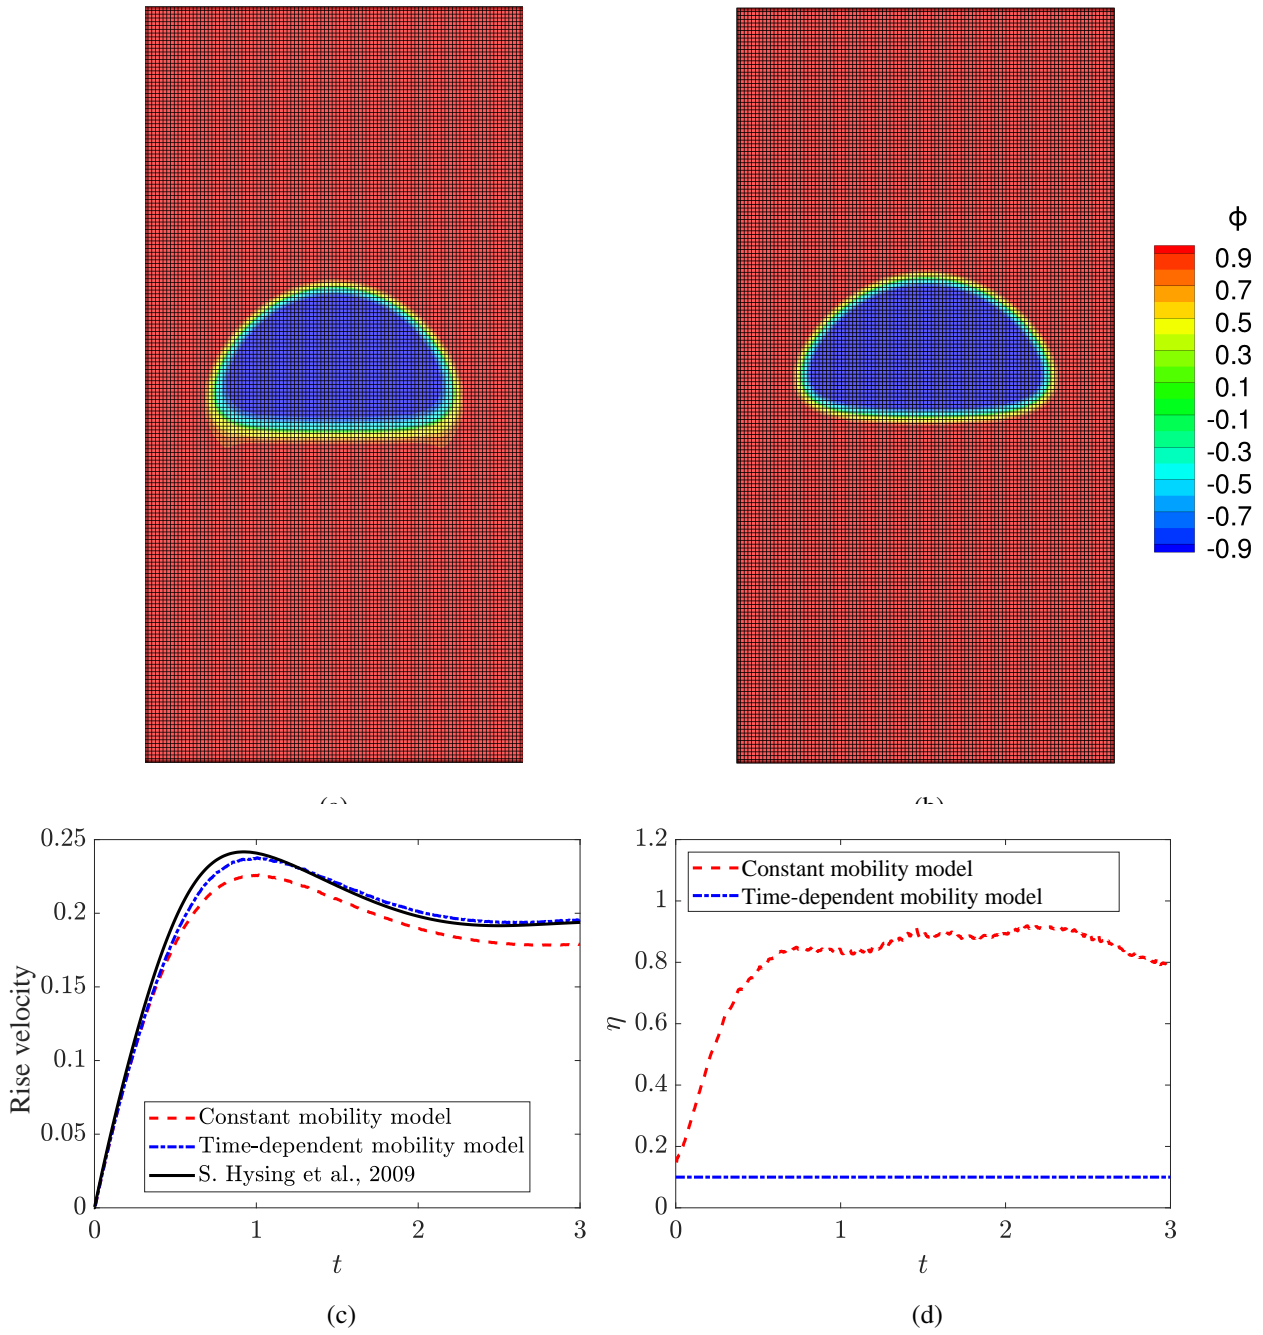 ϕ
0.9
0.7
0.5
0.3
0.1
-0.1
-0.3
-0.5
-0.7
-0.9
0.25
0.2
0.15
0.1
0.05
0
Rise velocity
Constant mobility model
Time-dependent mobility model
S. Hysing et al., 2009
0 1 2 3
t
(c)
1.2
1
0.8
0.6
0.4
0.2
0
η
Constant mobility model
Time-dependent mobility model
0 1 2 3
t
(d)